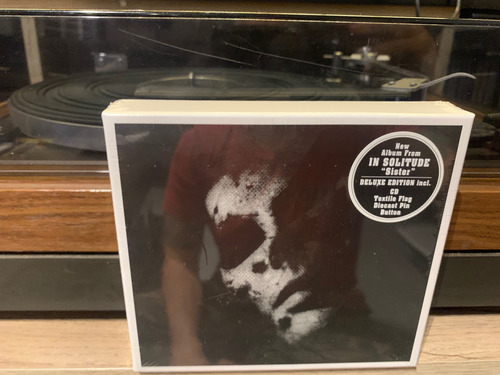 New
Album From
IN SOLITUDE
"Sister"
DELUXE EDITION incl.
CD
Textile Flag
Diecast Pin
Button